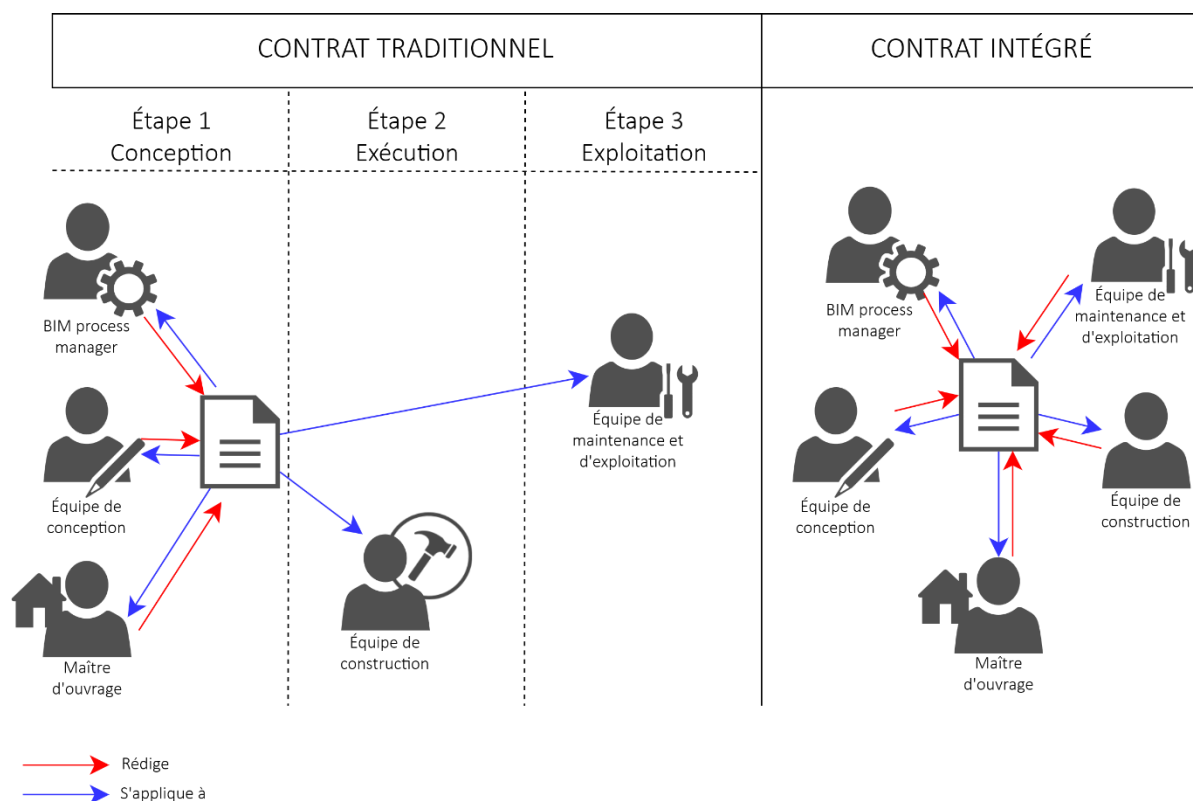 CONTRAT TRADITIONNEL
CONTRAT INTÉGRÉ
Étape 1
Conception
Étape 2
Exécution
Étape 3
Exploitation
BIM process
manager
Équipe de
conception
Maître
d'ouvrage
Équipe de
construction
Équipe de
maintenance et
d'exploitation
BIM process
manager
Équipe de
maintenance et
d'exploitation
Équipe de
conception
Équipe de
construction
Maître
d'ouvrage
Rédige
S'applique à